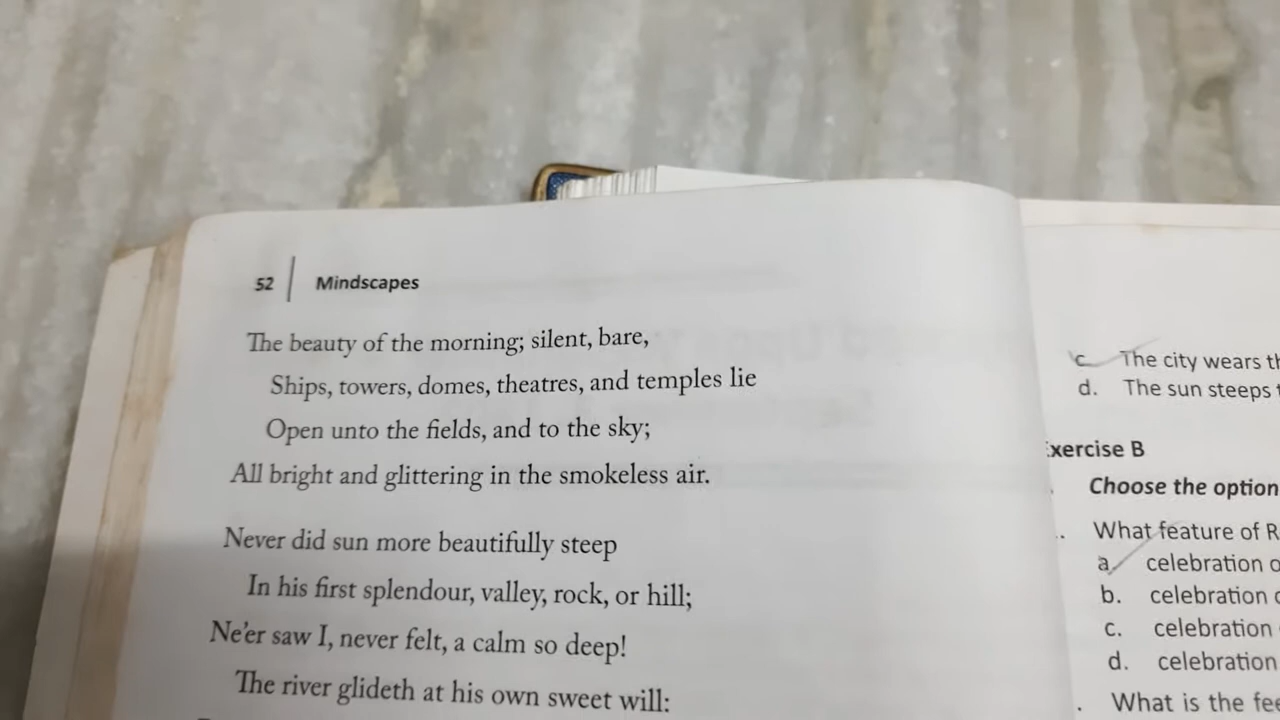 52 | Mindscapes
The beauty of the morning; silent, bare,
Ships, towers, domes, theatres, and temples lie
Open unto the fields, and to the sky;
All bright and glittering in the smokeless air.
Never did sun more beautifully steep
In his first splendour, valley, rock, or hill;
Ne'er saw I, never felt, a calm so deep!
The river glideth at his own sweet will:
c. The city wears
d. The sun steeps
Exercise B
Choose the option
What feature of
a. celebration
b. celebration
c. celebration
d. celebration
What is the